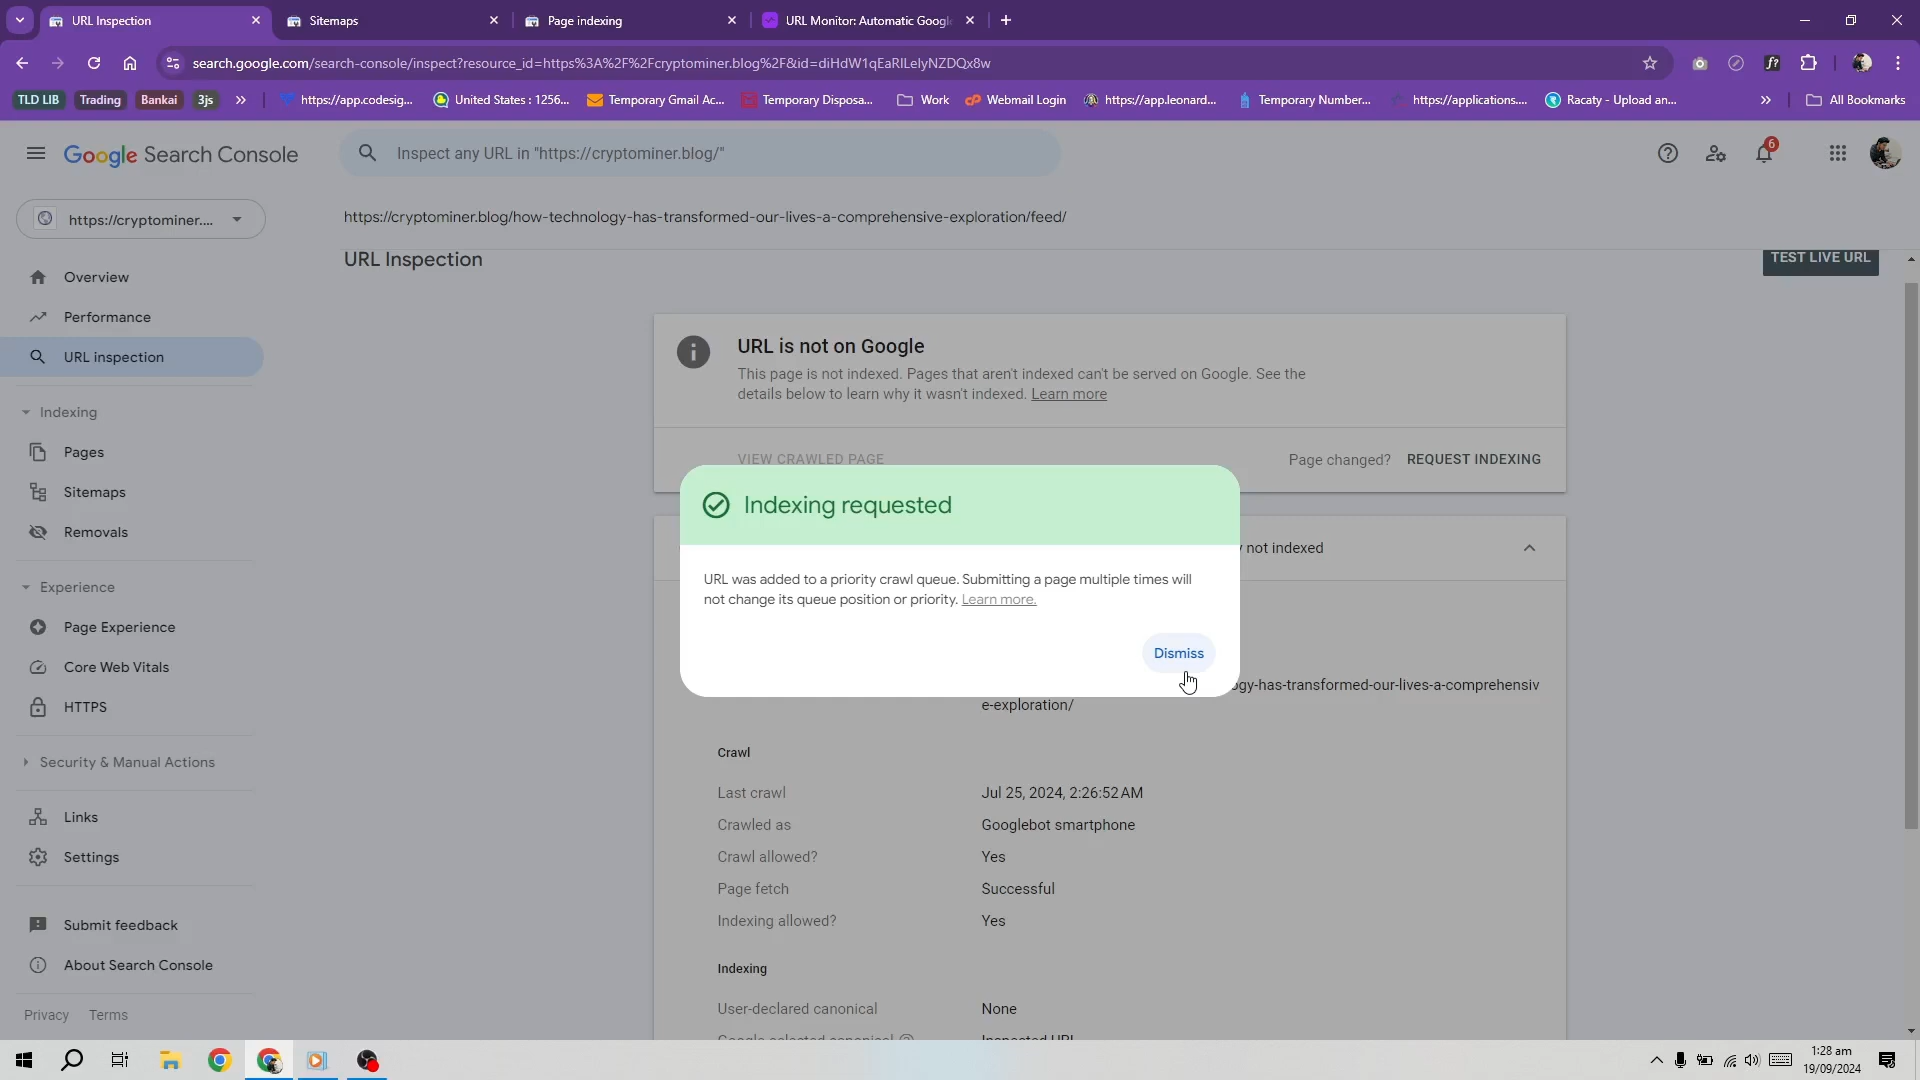 URL Inspection
Sitemaps
Page indexing
URL Monitor: Automatic Googl
search.google.com/search-console/inspect?resource_id=https%3A%2F%2Fcryptominer.blog%2F&id=diHdW1qEaRlLeIyNZDQx8w
TLD LIB
Trading
Bankai
3js
https://app.codesig...
United States : 1256...
Temporary Gmail Ac...
Temporary Disposa...
Work
Webmail Login
https://app.leonard...
Temporary Number...
https://applications....
Racaty - Upload an...
All Bookmarks
Google Search Console
Inspect any URL in "https://cryptominer.blog/"
6
https://cryptominer....
https://cryptominer.blog/how-technology-has-transformed-our-lives-a-comprehensive-exploration/feed/
URL Inspection
TEST LIVE URL
Overview
Performance
URL inspection
Indexing
Pages
Sitemaps
Removals
Experience
Page Experience
Core Web Vitals
HTTPS
Security & Manual Actions
Links
Settings
Submit feedback
About Search Console
Privacy
Terms
URL is not on Google
This page is not indexed. Pages that aren't indexed can't be served on Google. See the
details below to learn why it wasn't indexed. Learn more
VIEW CRAWLED PAGE
Page changed?
REQUEST INDEXING
Indexing requested
not indexed
URL was added to a priority crawl queue. Submitting a page multiple times will
not change its queue position or priority. Learn more.
Dismiss
ogy-has-transformed-our-lives-a-comprehensiv
e-exploration/
Crawl
Last crawl
Jul 25, 2024, 2:26:52 AM
Crawled as
Googlebot smartphone
Crawl allowed?
Yes
Page fetch
Successful
Indexing allowed?
Yes
Indexing
User-declared canonical
None
Google-selected canonical
Inspected URL
1:28 am
19/09/2024